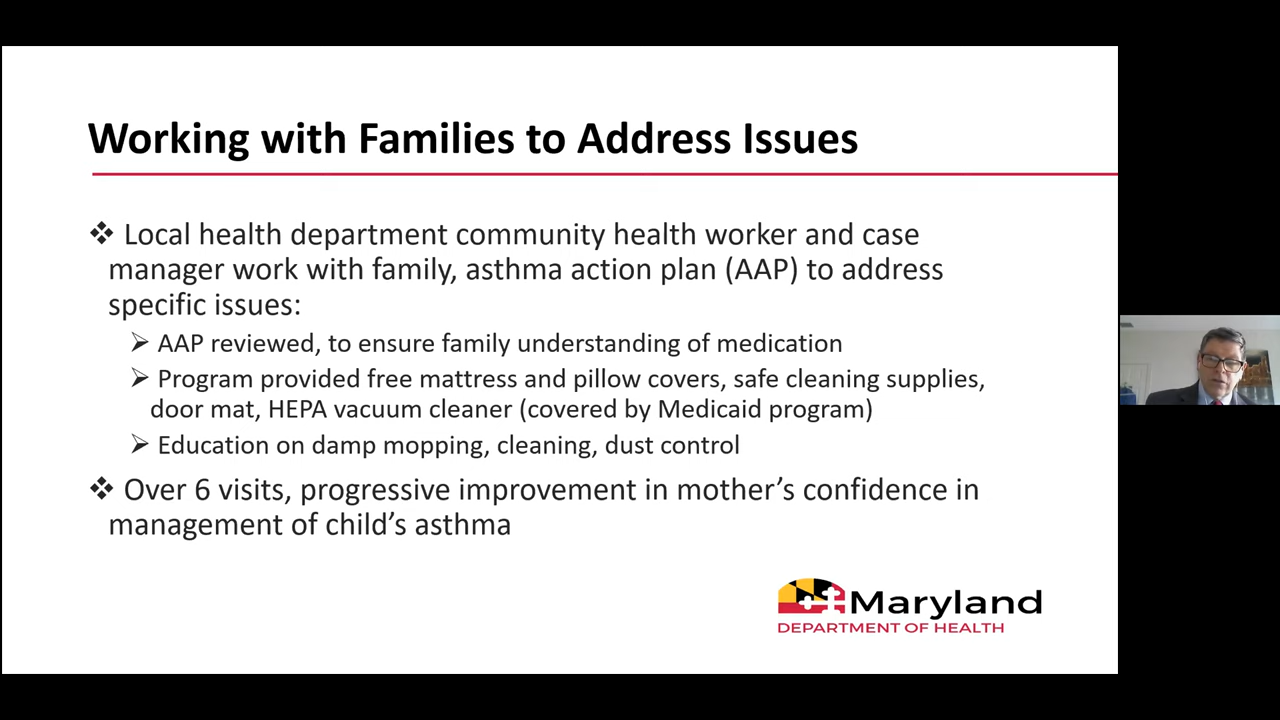 Working with Families to Address Issues
❖ Local health department community health worker and case
manager work with family, asthma action plan (AAP) to address
specific issues:
➢ AAP reviewed, to ensure family understanding of medication
➢ Program provided free mattress and pillow covers, safe cleaning supplies,
door mat, HEPA vacuum cleaner (covered by Medicaid program)
➢ Education on damp mopping, cleaning, dust control
❖ Over 6 visits, progressive improvement in mother’s confidence in
management of child’s asthma
Maryland
DEPARTMENT OF HEALTH